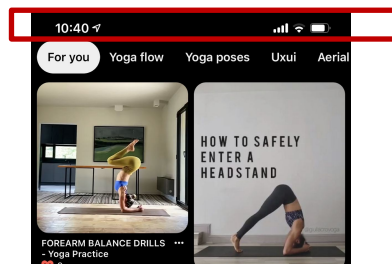 10:40
For you Yoga flow Yoga poses Uxui Aerial
HOW TO SAFELY
ENTER A
HEADSTAND
FOREARM BALANCE DRILLS ...
- Yoga Practice